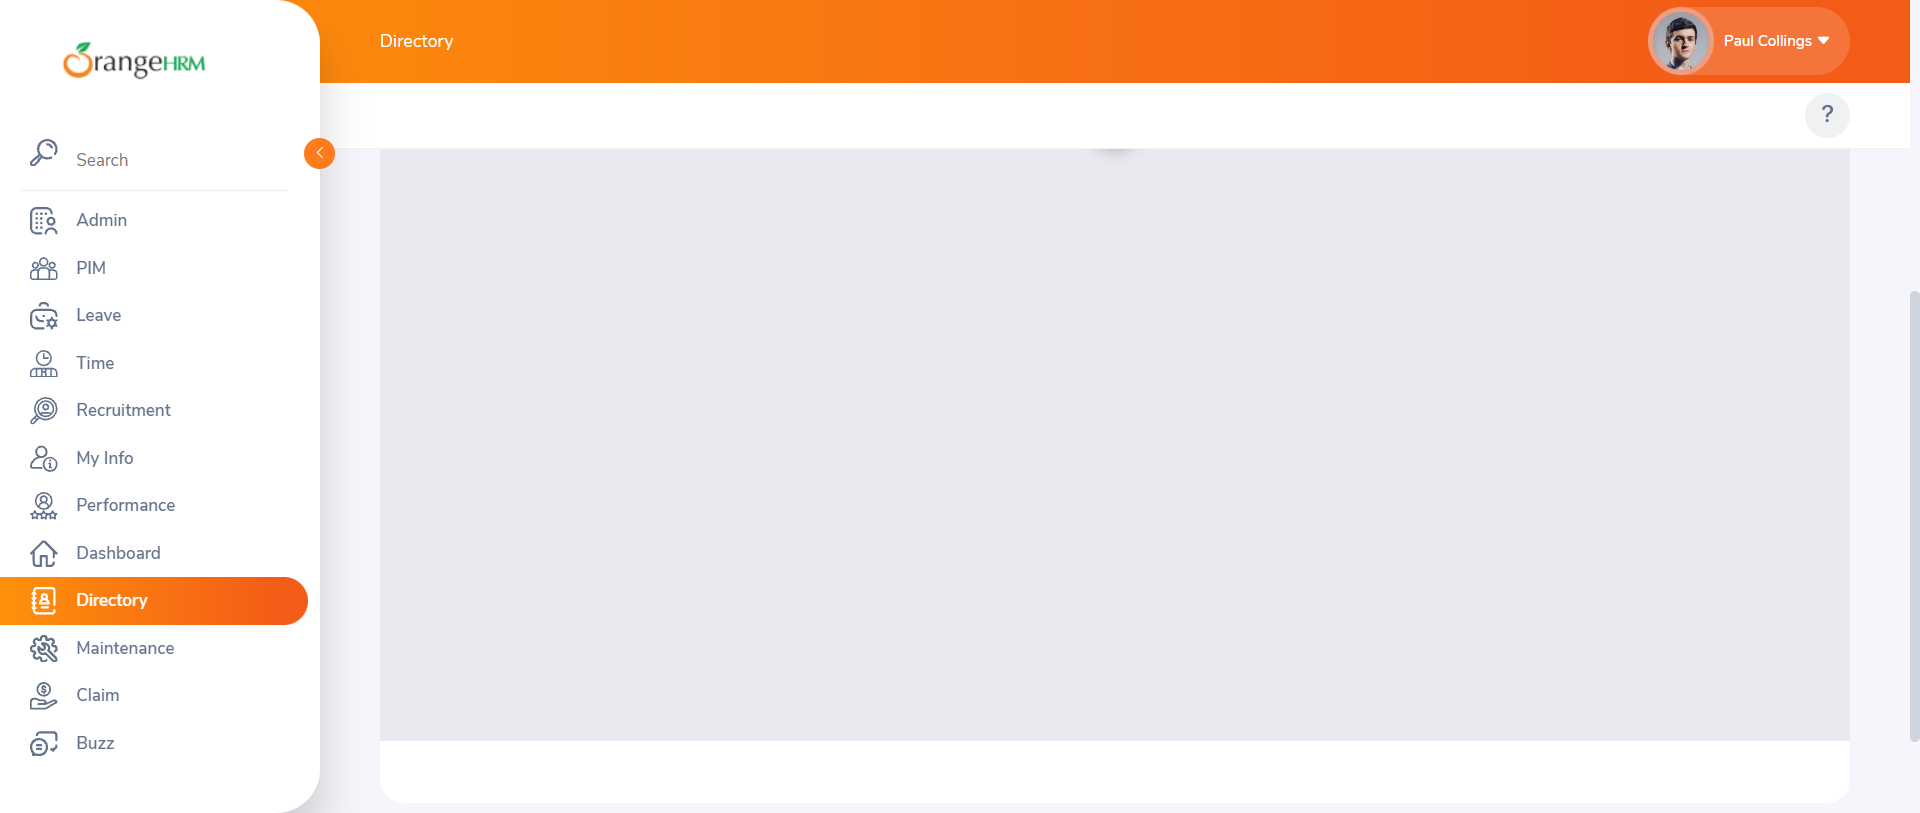 OrangeHRM
Directory
Paul Collings
?
Search
Admin
PIM
Leave
Time
Recruitment
My Info
Performance
Dashboard
Directory
Maintenance
Claim
Buzz